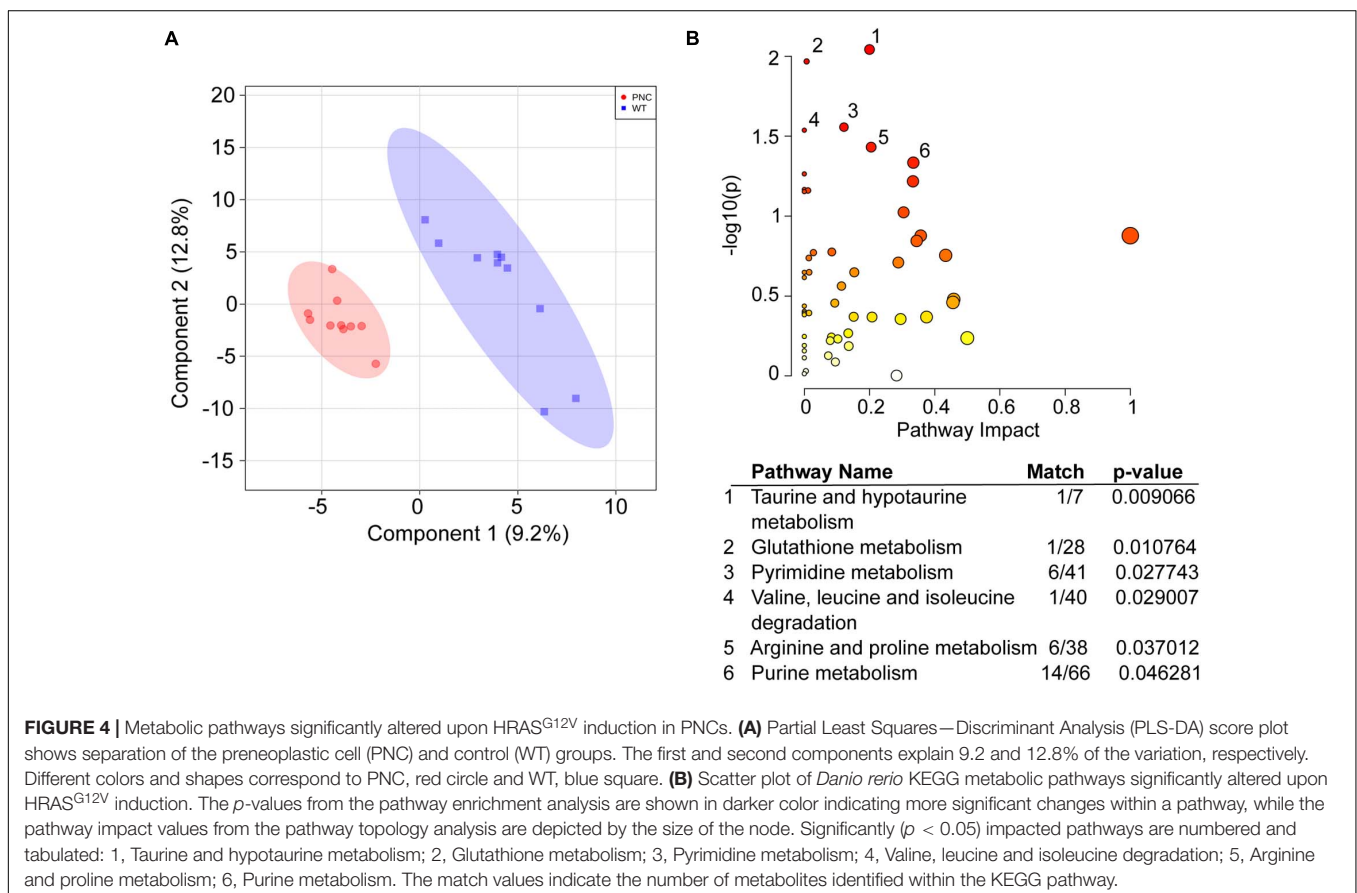 A
20
15
10
5
0
-5
-10
-15
-5
0
5
10
Component 2 (12.8%)
Component 1 (9.2%)
PNC
WT
B
2
1.5
1
0.5
0
0
0.2
0.4
0.6
0.8
1
-log10(p)
Pathway Impact
1
2
3
4
5
6
Pathway Name Match p-value
1 Taurine and hypotaurine 1/7 0.009066
metabolism
2 Glutathione metabolism 1/28 0.010764
3 Pyrimidine metabolism 6/41 0.027743
4 Valine, leucine and isoleucine 1/40 0.029007
degradation
5 Arginine and proline metabolism 6/38 0.037012
6 Purine metabolism 14/66 0.046281
FIGURE 4 | Metabolic pathways significantly altered upon HRASG12V induction in PNCs. (A) Partial Least Squares—Discriminant Analysis (PLS-DA) score plot
shows separation of the preneoplastic cell (PNC) and control (WT) groups. The first and second components explain 9.2 and 12.8% of the variation, respectively.
Different colors and shapes correspond to PNC, red circle and WT, blue square. (B) Scatter plot of Danio rerio KEGG metabolic pathways significantly altered upon
HRASG12V induction. The p-values from the pathway enrichment analysis are shown in darker color indicating more significant changes within a pathway, while the
pathway impact values from the pathway topology analysis are depicted by the size of the node. Significantly (p < 0.05) impacted pathways are numbered and
tabulated: 1, Taurine and hypotaurine metabolism; 2, Glutathione metabolism; 3, Pyrimidine metabolism; 4, Valine, leucine and isoleucine degradation; 5, Arginine
and proline metabolism; 6, Purine metabolism. The match values indicate the number of metabolites identified within the KEGG pathway.